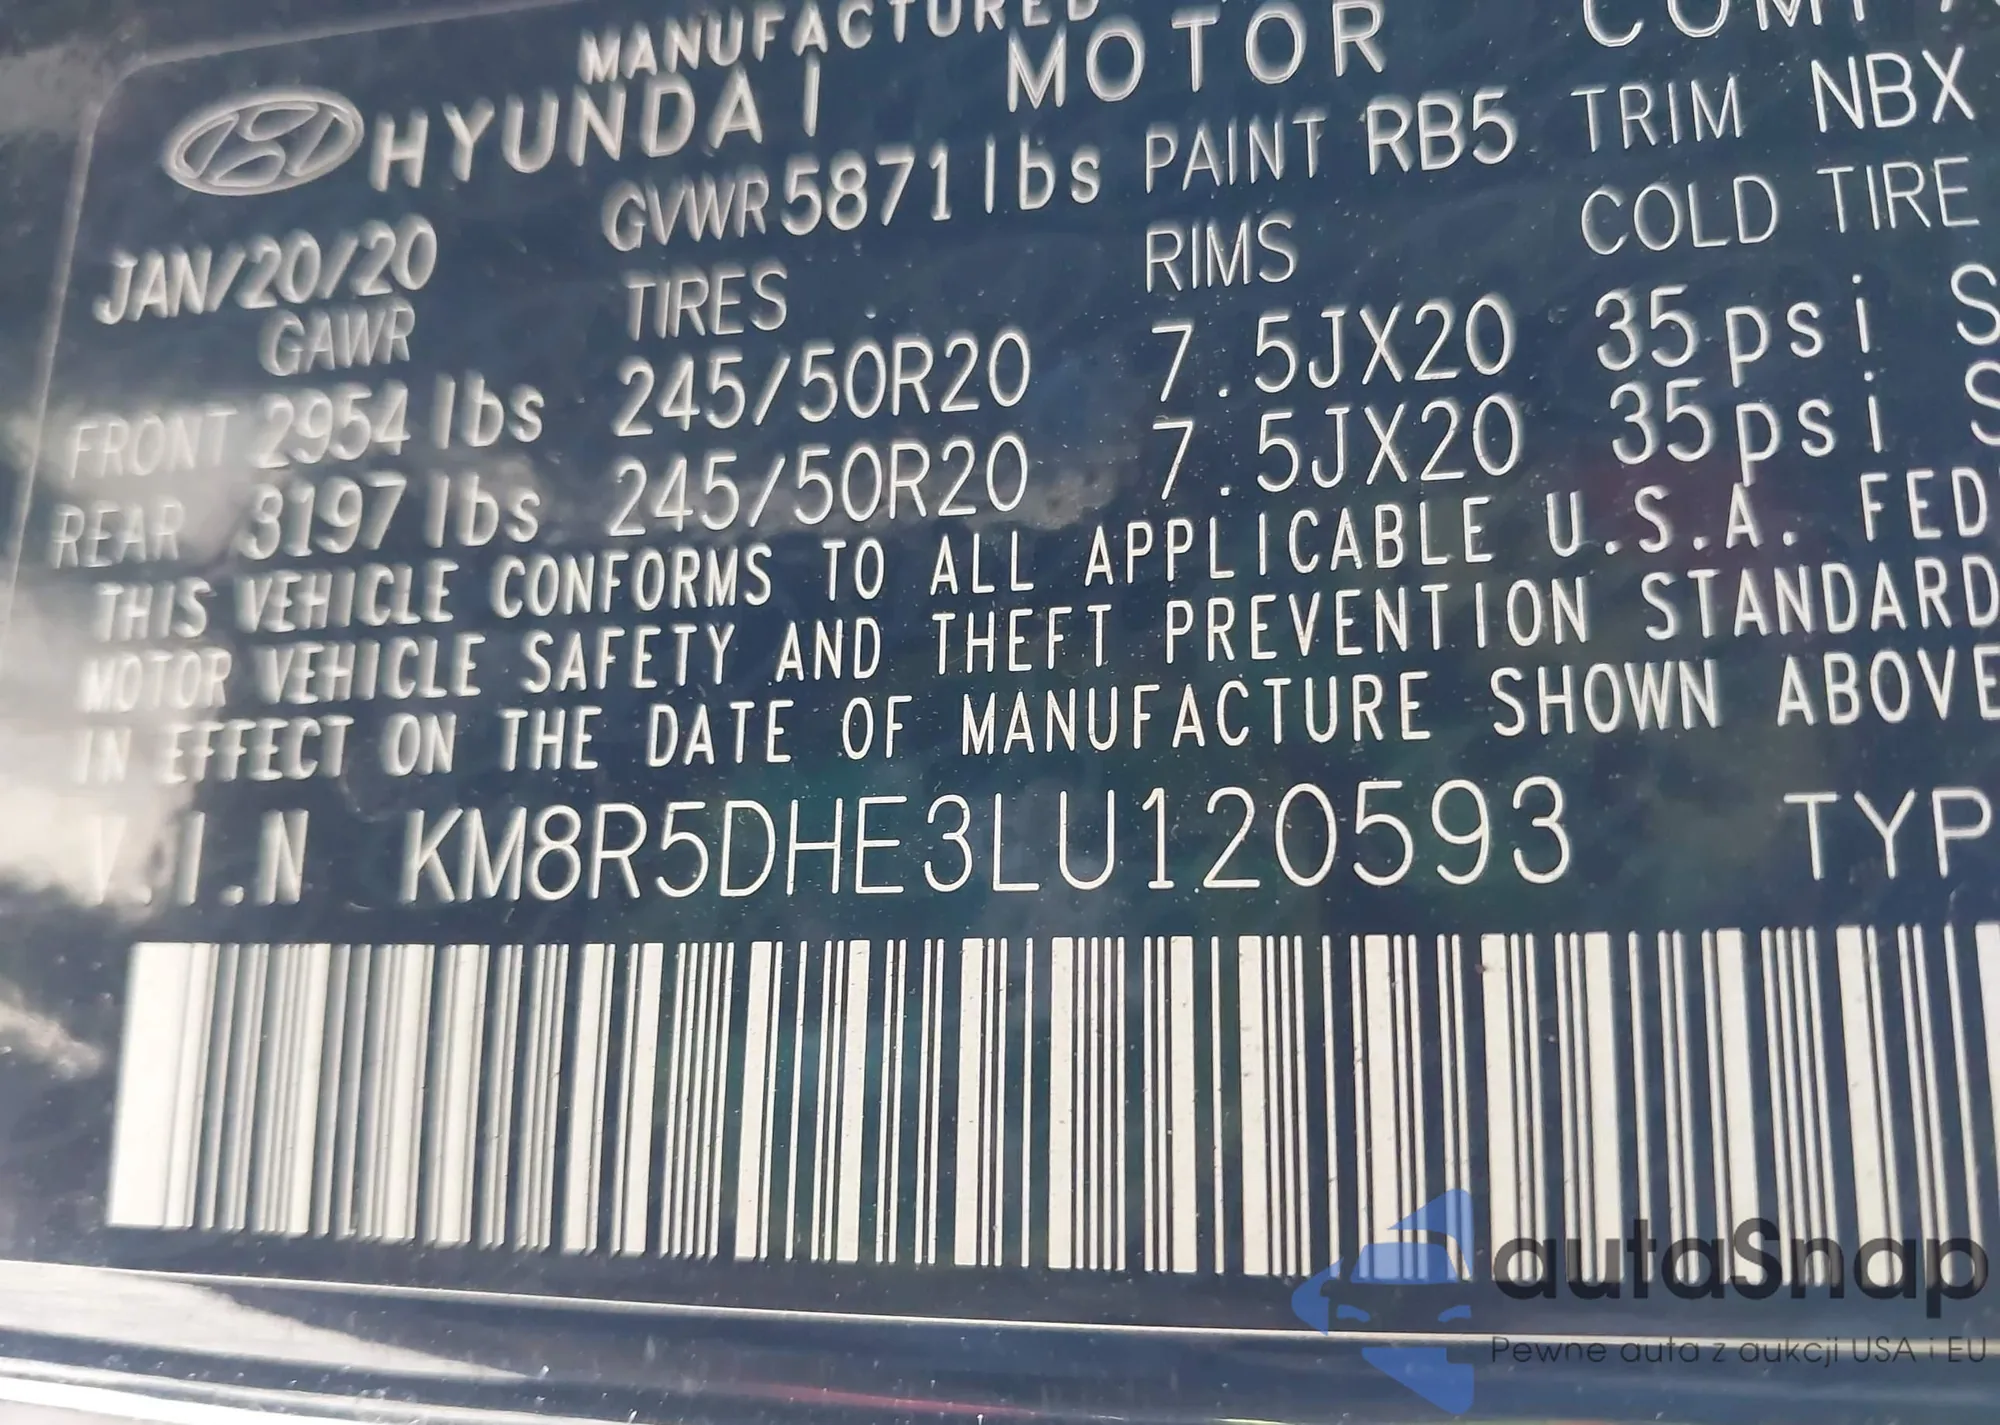 MANUFACTURED
HYUNDAI MOTOR
JAN/20/20 GVWR 5871 lbs PAINT RB5 TRIM NBX
GAWR TIRES RIMS COLD TIRE
FRONT 2954 lbs 245/50R20 7.5JX20 35psi
REAR 3197 lbs 245/50R20 7.5JX20 35psi
THIS VEHICLE CONFORMS TO ALL APPLICABLE U.S.A. FED
MOTOR VEHICLE SAFETY AND THEFT PREVENTION STANDARD
IN EFFECT ON THE DATE OF MANUFACTURE SHOWN ABOVE
V.I.N KM8R5DHE3LU120593 TYP
autaSnap
Pewne auta z aukcji USA i EU